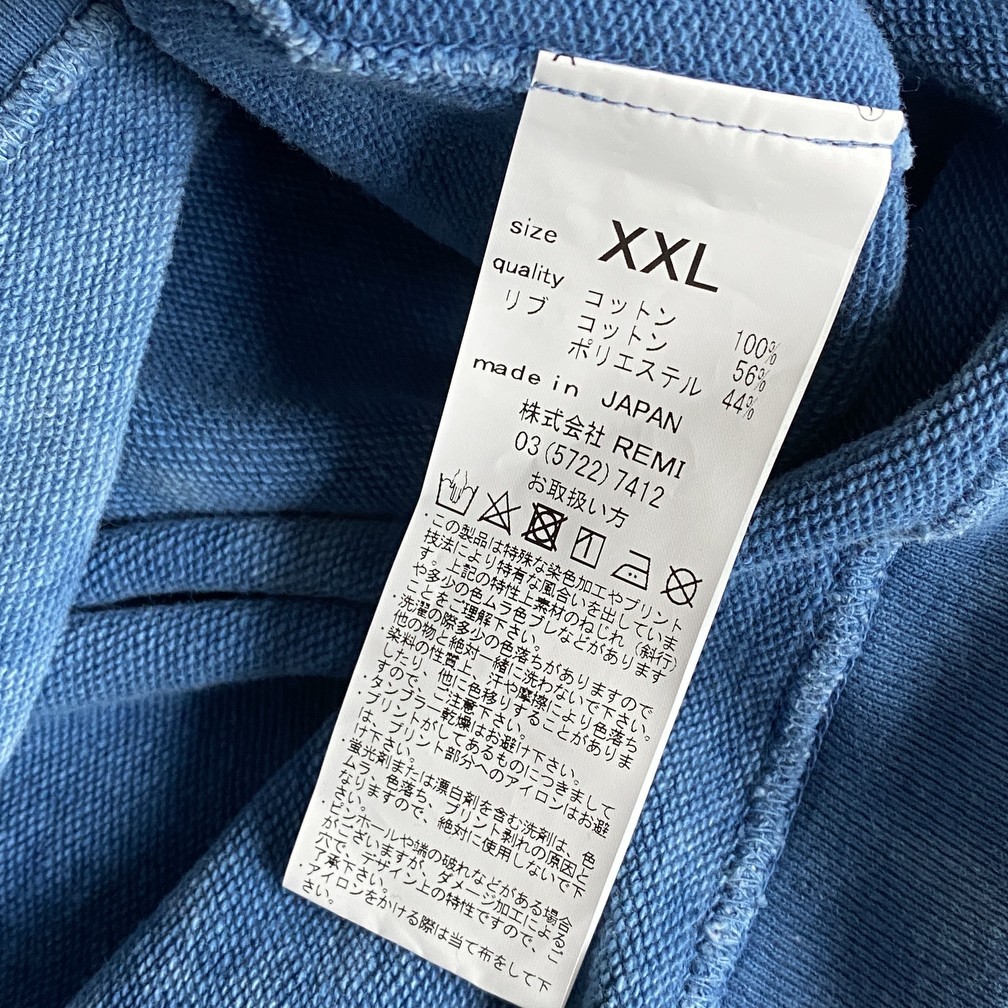 size XXL
quality コットン 100%
リブ コットン 56%
ポリエステル 44%
made in JAPAN
株式会社 REMI
03(5722)7412
お取扱い方
・この製品は特殊な染色加工やプリント
技法により特有な風合いを出していま
す。上記の特性上素材のねじれ、(斜行)
や多少の色ムラ色ブレなどがあります
ことをご理解下さい。
・洗濯の際多少の色落ちがありますので
他の物と絶対一緒に洗わないで下さい。
・染料の性質上、汗や摩擦により色落ち
したり、他に色移りすることがありま
すので、ご注意下さい。
・タンブラー乾燥はお避け下さい。
・プリントがしてあるものにつきまして
は、プリント部分へのアイロンはお避
け下さい。
・蛍光剤または漂白剤を含む洗剤は、色
ムラ、色落ち、プリント剥れの原因と
なりますので、絶対に使用しないで下
さい。
・ピンホールや端の破れなどがある場合
がございますが、ダメージ加工によるご
穴で、デザイン上の特性ですので、ご
了承下さい。
・アイロンをかける際は当て布をして下
さい。